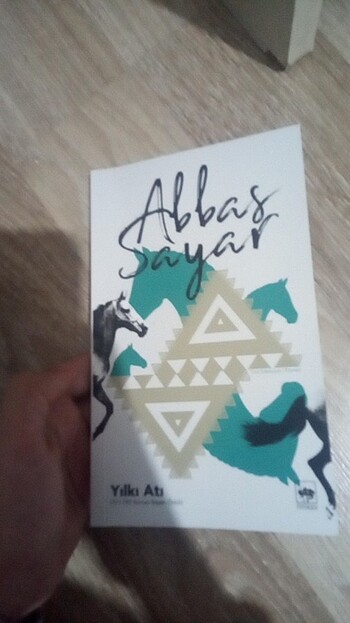 Abbas
Sayar
Yılkı Atı